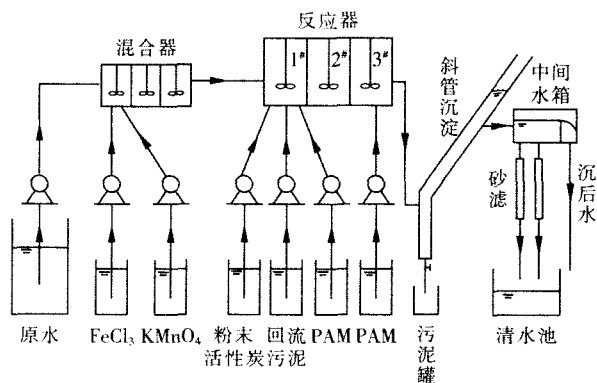 混合器
反应器
1# 2# 3#
斜管沉淀
中间
水箱
砂滤
沉后水
原水
FeCl₃ KMnO₄ 粉末 回流 PAM PAM
活性炭 污泥
污泥罐
清水池